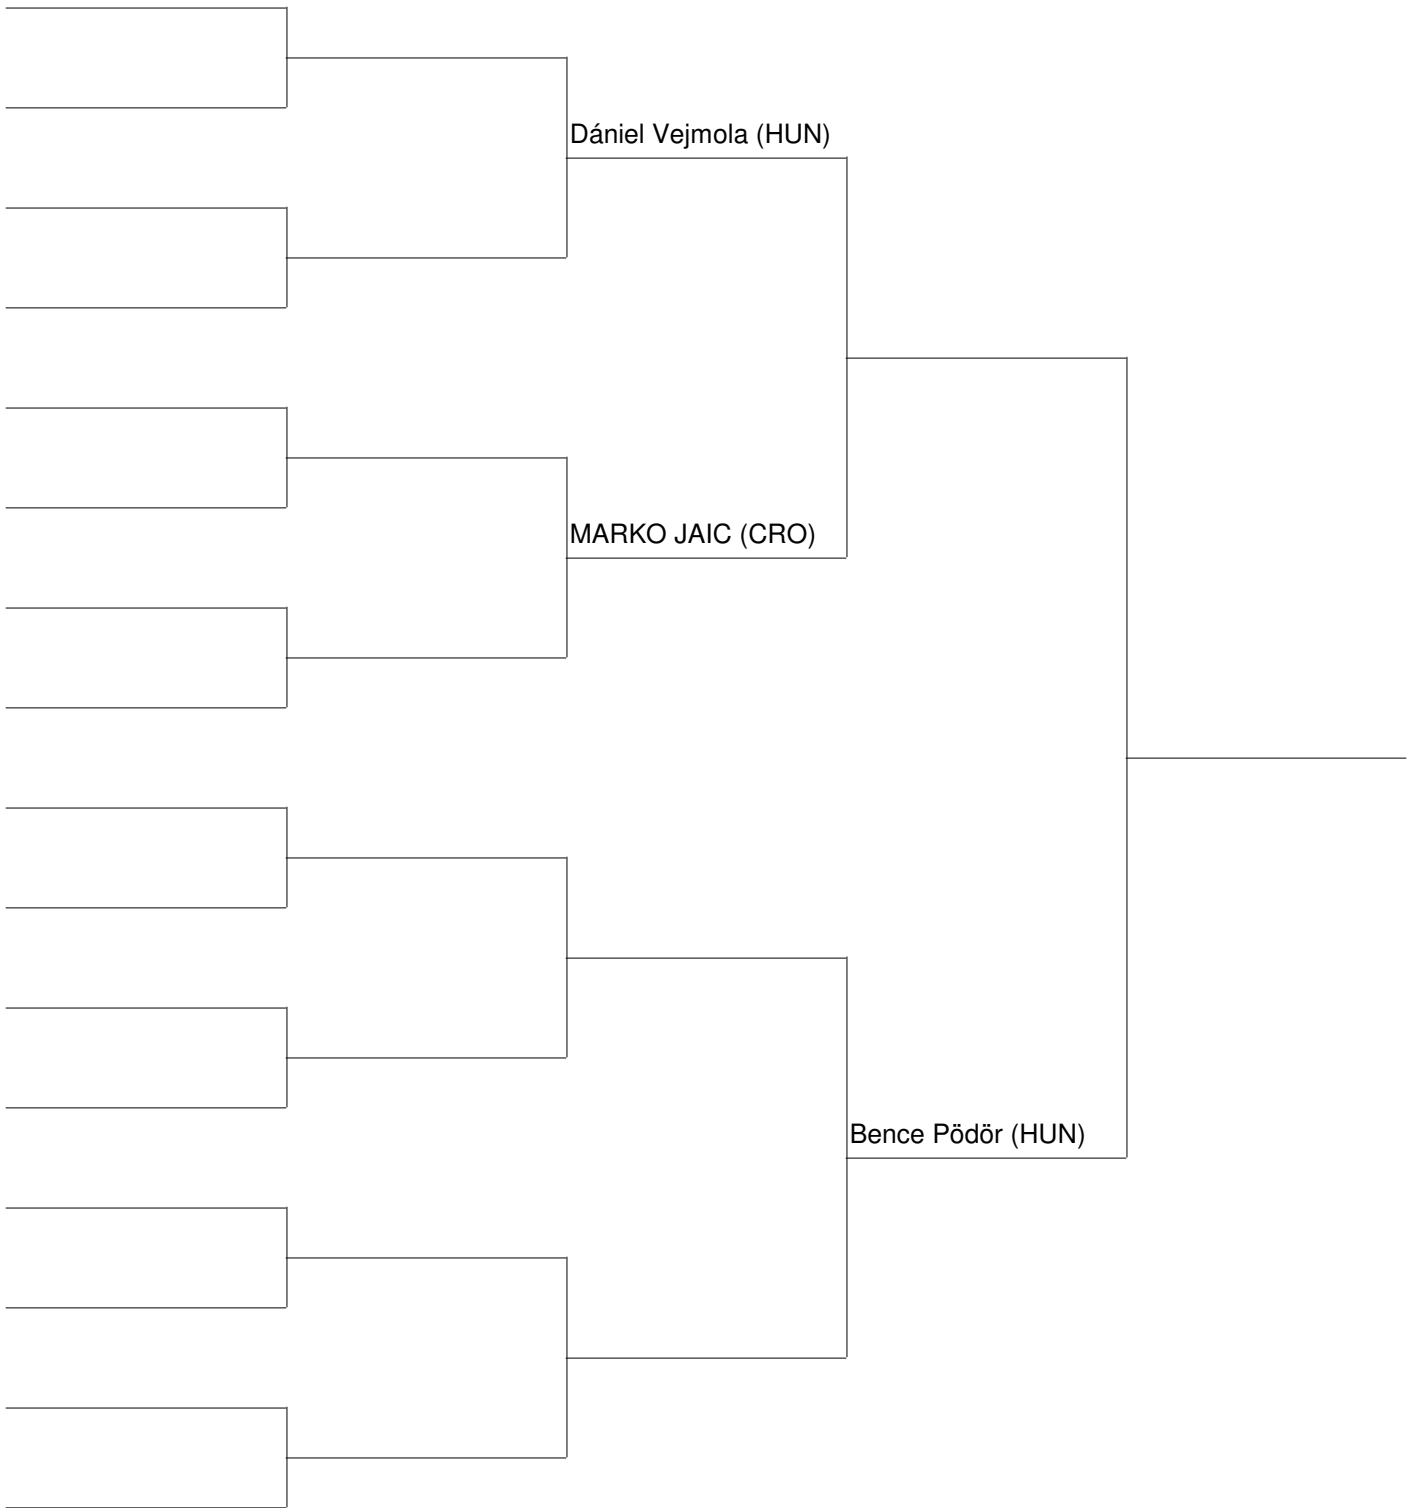 Dániel Vejmola (HUN)
MARKO JAIC (CRO)
Bence Pödör (HUN)